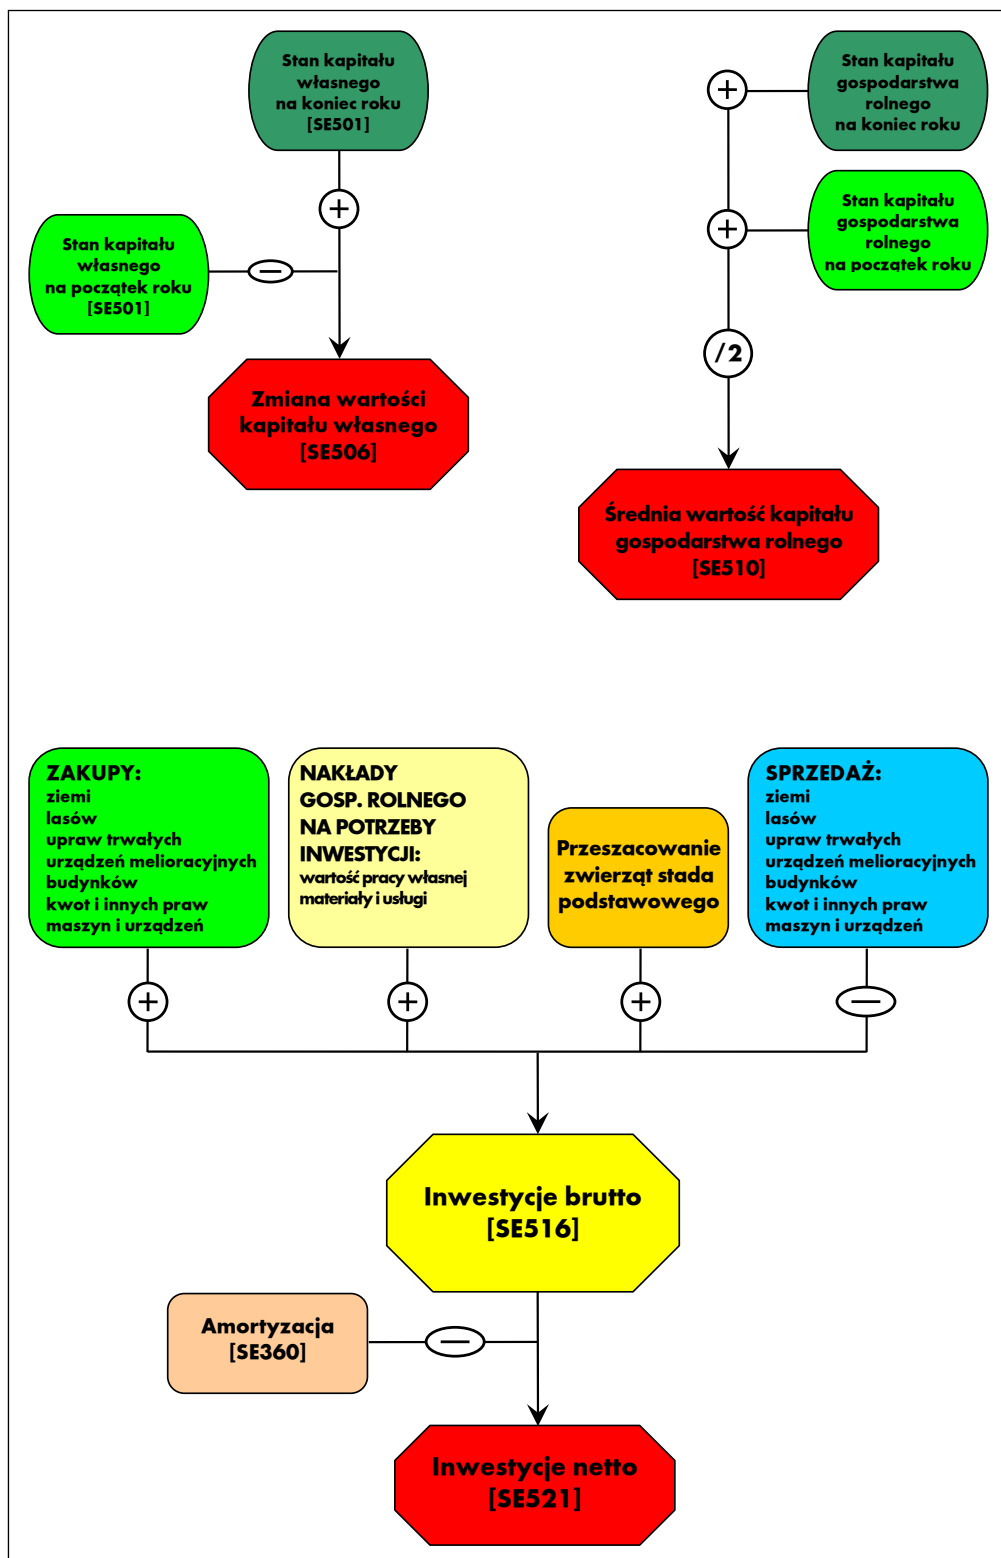 Stan kapitału
własnego
na koniec roku
[SE501]
+
Stan kapitału
własnego
na początek roku
[SE501]
–
Zmiana wartości
kapitału własnego
[SE506]
Stan kapitału
gospodarstwa
rolnego
na koniec roku
+
Stan kapitału
gospodarstwa
rolnego
na początek roku
+
/2
Średnia wartość kapitału
gospodarstwa rolnego
[SE510]
ZAKUPY:
ziemi
lasów
upraw trwałych
urządzeń melioracyjnych
budynków
kwot i innych praw
maszyn i urządzeń
NAKŁADY
GOSP. ROLNEGO
NA POTRZEBY
INWESTYCJI:
wartość pracy własnej
materiały i usługi
Przeszacowanie
zwierząt stada
podstawowego
SPRZEDAŻ:
ziemi
lasów
upraw trwałych
urządzeń melioracyjnych
budynków
kwot i innych praw
maszyn i urządzeń
+
+
+
–
Inwestycje brutto
[SE516]
Amortyzacja
[SE360]
–
Inwestycje netto
[SE521]